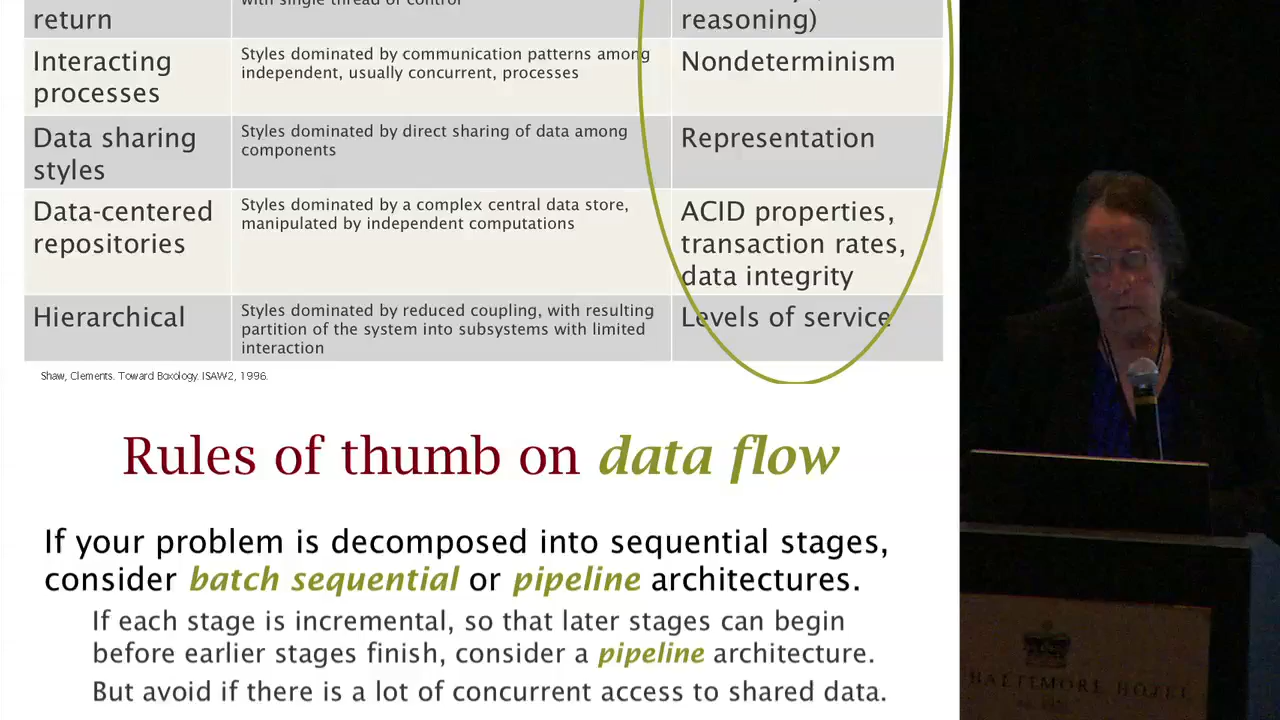 with single thread of control
return
reasoning)
Interacting
processes
Styles dominated by communication patterns among
independent, usually concurrent, processes
Nondeterminism
Data sharing
styles
Styles dominated by direct sharing of data among
components
Representation
Data-centered
repositories
Styles dominated by a complex central data store,
manipulated by independent computations
ACID properties,
transaction rates,
data integrity
Hierarchical
Styles dominated by reduced coupling, with resulting
partition of the system into subsystems with limited
interaction
Levels of service
Shaw, Clements. Toward Boxology. ISAW-2, 1996.
Rules of thumb on data flow
If your problem is decomposed into sequential stages,
consider batch sequential or pipeline architectures.
If each stage is incremental, so that later stages can begin
before earlier stages finish, consider a pipeline architecture.
But avoid if there is a lot of concurrent access to shared data.
BALTIMORE HOTEL